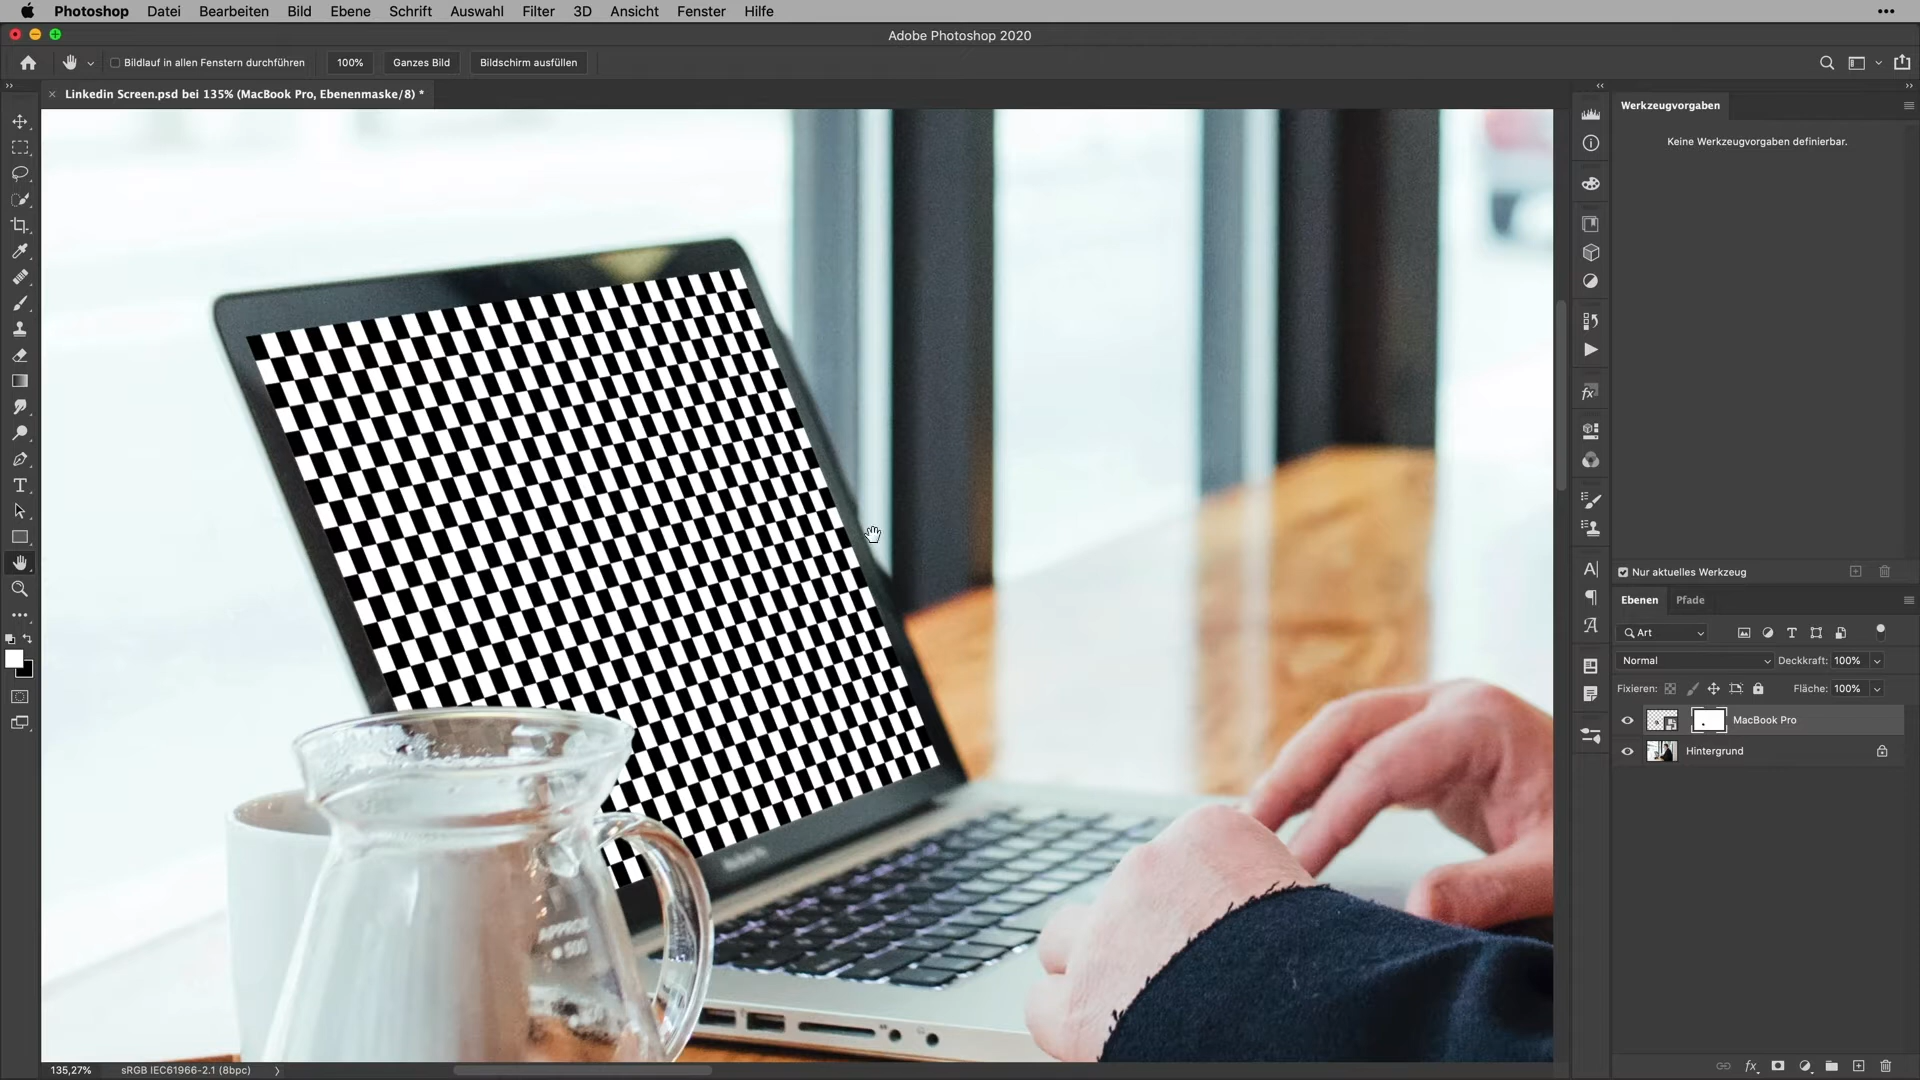 Photoshop Datei Bearbeiten Bild Ebene Schrift Auswahl Filter 3D Ansicht Fenster Hilfe
Adobe Photoshop 2020
Bildlauf in allen Fenstern durchführen 100% Ganzes Bild Bildschirm ausfüllen
Linkedin Screen.psd bei 135% (MacBook Pro, Ebenenmaske/8) *
Werkzeugvorgaben
Keine Werkzeugvorgaben definierbar.
Nur aktuelles Werkzeug
Ebenen Pfade
Art
Normal Deckkraft: 100%
Fixieren: Fläche: 100%
MacBook Pro
Hintergrund
APPROX
500
135,27% sRGB IEC61966-2.1 (8bpc)